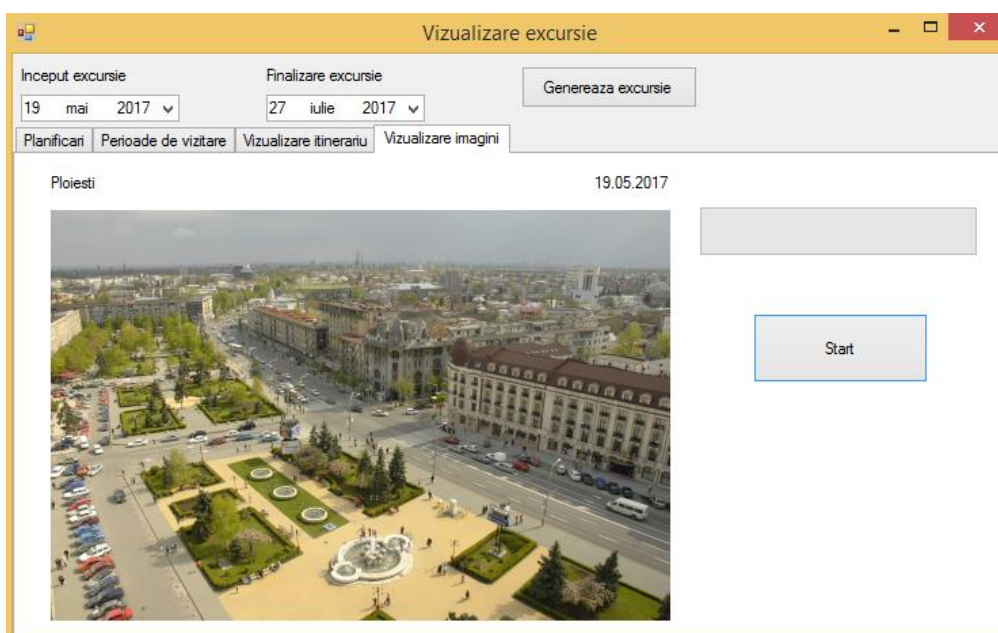 Vizualizare excursie
Inceput excursie
Finalizare excursie
Genereaza excursie
19 mai 2017
27 iulie 2017
Planificari
Perioade de vizitare
Vizualizare itinerariu
Vizualizare imagini
Ploiesti
19.05.2017
Start